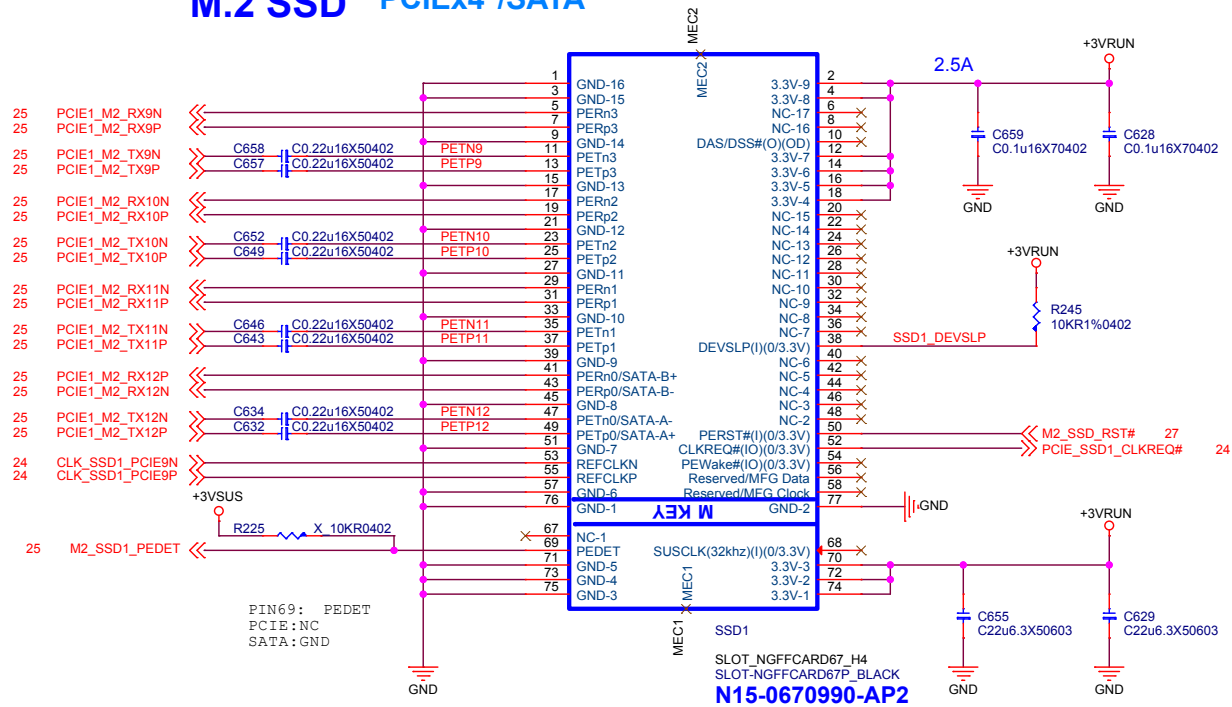 M.2 SSD PCIEx4 /SATA
MEC2
MEC2
+3VRUN
2.5A
1 GND-16 3.3V-9 2
3 GND-15 3.3V-8 4
25 PCIE1_M2_RX9N 5 PERn3 NC-17 6
25 PCIE1_M2_RX9P 7 PERp3 NC-16 8
9 GND-14 DAS/DSS#(O)(OD) 10
25 PCIE1_M2_TX9N C658 C0.22u16X50402 PETN9 11 PETn3 3.3V-7 12
25 PCIE1_M2_TX9P C657 C0.22u16X50402 PETP9 13 PETp3 3.3V-6 14
C659 C0.1u16X70402
C628 C0.1u16X70402
15 GND-13 3.3V-5 16
25 PCIE1_M2_RX10N 17 PERn2 3.3V-4 18
25 PCIE1_M2_RX10P 19 PERp2 NC-15 20
GND GND
21 GND-12 NC-14 22
25 PCIE1_M2_TX10N C652 C0.22u16X50402 PETN10 23 PETn2 NC-13 24
25 PCIE1_M2_TX10P C649 C0.22u16X50402 PETP10 25 PETp2 NC-12 26
+3VRUN
27 GND-11 NC-11 28
25 PCIE1_M2_RX11N 29 PERn1 NC-10 30
25 PCIE1_M2_RX11P 31 PERp1 NC-9 32
33 GND-10 NC-8 34
R245
10KR1%0402
25 PCIE1_M2_TX11N C646 C0.22u16X50402 PETN11 35 PETn1 NC-7 36
25 PCIE1_M2_TX11P C643 C0.22u16X50402 PETP11 37 PETp1 DEVSLP(I)(0/3.3V) 38 SSD1_DEVSLP
39 GND-9 NC-6 40
25 PCIE1_M2_RX12P 41 PERn0/SATA-B+ NC-5 42
25 PCIE1_M2_RX12N 43 PERp0/SATA-B- NC-4 44
45 GND-8 NC-3 46
25 PCIE1_M2_TX12N C634 C0.22u16X50402 PETN12 47 PETn0/SATA-A- NC-2 48
25 PCIE1_M2_TX12P C632 C0.22u16X50402 PETP12 49 PETp0/SATA-A+ PERST#(I)(0/3.3V) 50 M2_SSD_RST# 27
51 GND-7 CLKREQ#(IO)(0/3.3V) 52 PCIE_SSD1_CLKREQ# 24
24 CLK_SSD1_PCIE9N 53 REFCLKN PEWake#(IO)(0/3.3V) 54
24 CLK_SSD1_PCIE9P 55 REFCLKP Reserved/MFG Data 56
57 GND-6 Reserved/MFG Clock 58
+3VSUS
76 GND-1 M KEY GND-2 77 GND
+3VRUN
R225 X_10KR0402
67 NC-1
25 M2_SSD1_PEDET 69 PEDET SUSCLK(32khz)(I)(0/3.3V) 68
71 GND-5 3.3V-3 70
73 GND-4 3.3V-2 72
75 GND-3 3.3V-1 74
MEC1
MEC1
PIN69: PEDET
PCIE:NC
SATA:GND
C655 C22u6.3X50603
C629 C22u6.3X50603
SSD1
SLOT_NGFFCARD67_H4
SLOT-NGFFCARD67P_BLACK
N15-0670990-AP2
GND GND GND